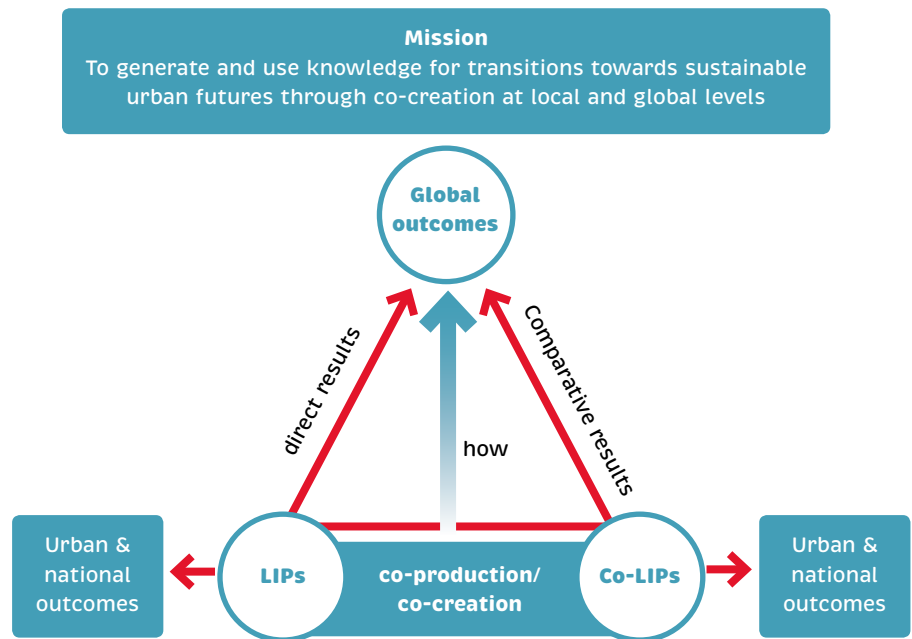 Mission
To generate and use knowledge for transitions towards sustainable
urban futures through co-creation at local and global levels
Global
outcomes
direct results
Comparative results
how
Urban &
national
outcomes
LIPs
co-production/
co-creation
Co-LIPs
Urban &
national
outcomes